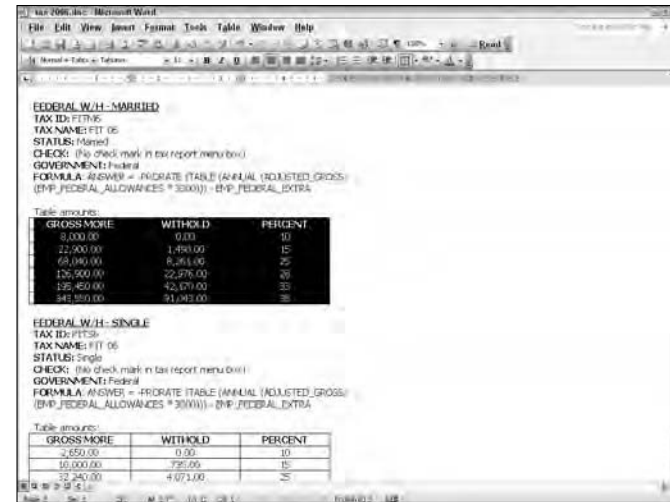 tax 2006.doc - Microsoft Word
File Edit View Insert Format Tools Table Window Help
Read
FEDERAL W/H - MARRIED
TAX ID: FITM6
TAX NAME: FIT 06
STATUS: Married
CHECK: (No check mark in tax report menu box)
GOVERNMENT: Federal
FORMULA: ANSWER = -PRORATE (TABLE (ANNUAL (ADJUSTED_GROSS)
(EMP_FEDERAL_ALLOWANCES * 3300))) - EMP_FEDERAL_EXTRA
Table amounts:
GROSS MORE WITHOLD PERCENT
8,000.00 0.00 10
22,900.00 1,490.00 15
68,040.00 8,261.00 25
126,900.00 22,976.00 28
195,450.00 42,170.00 33
343,550.00 91,043.00 35
FEDERAL W/H - SINGLE
TAX ID: FITS6
TAX NAME: FIT 06
STATUS: Single
CHECK: (No check mark in tax report menu box)
GOVERNMENT: Federal
FORMULA: ANSWER = -PRORATE (TABLE (ANNUAL (ADJUSTED_GROSS)
(EMP_FEDERAL_ALLOWANCES * 3300))) - EMP_FEDERAL_EXTRA
Table amounts:
GROSS MORE WITHOLD PERCENT
2,650.00 0.00 10
10,000.00 735.00 15
32,240.00 4,071.00 25